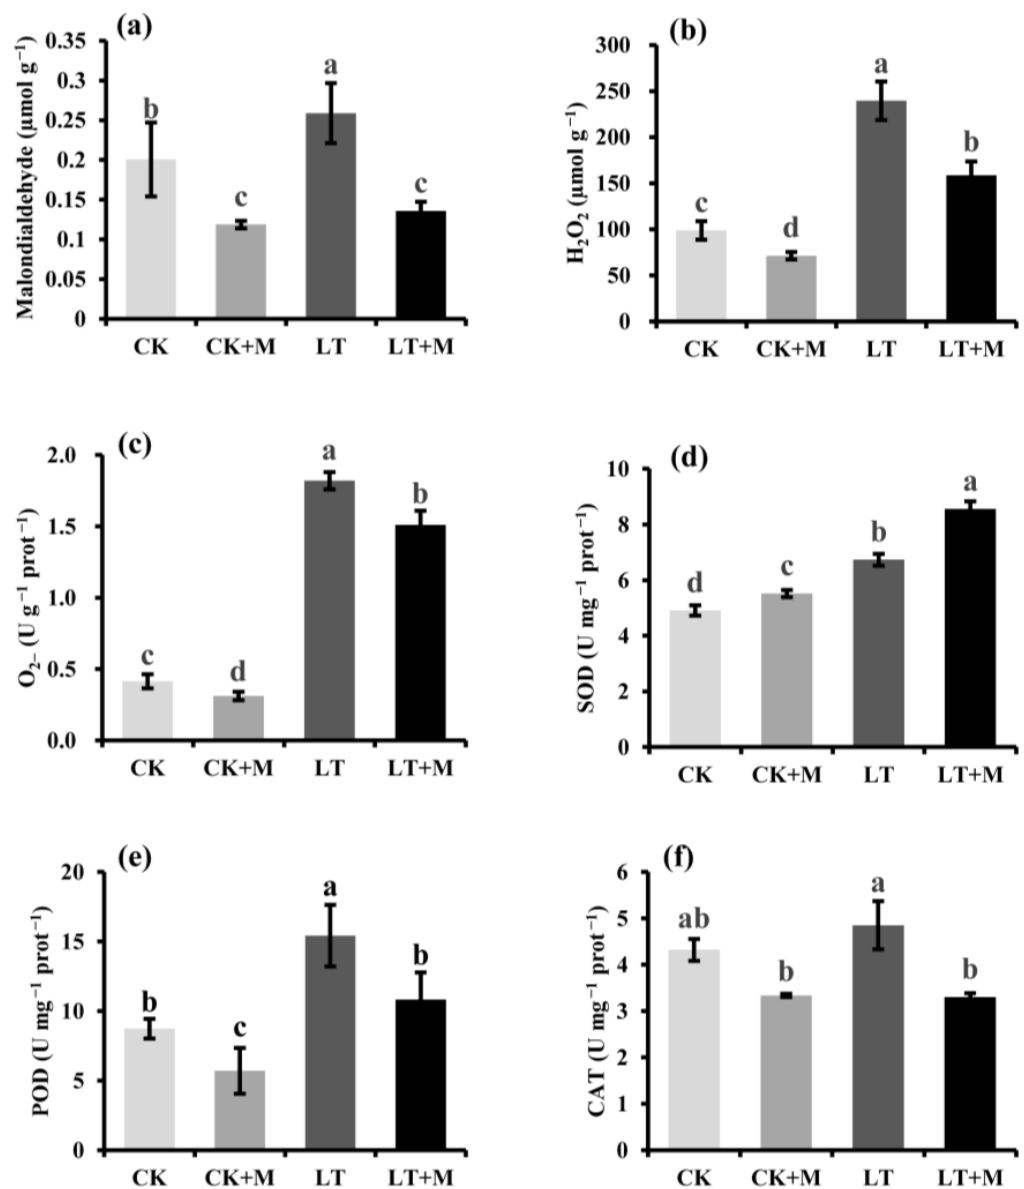 (a)
Malondialdehyde (μmol g⁻¹)
0.35
0.3
0.25
0.2
0.15
0.1
0.05
0
b
c
a
c
CK CK+M LT LT+M
(b)
H₂O₂ (μmol g⁻¹)
300
250
200
150
100
50
0
c
d
a
b
CK CK+M LT LT+M
(c)
O₂₋ (U g⁻¹ prot⁻¹)
2.0
1.5
1.0
0.5
0.0
c
d
a
b
CK CK+M LT LT+M
(d)
SOD (U mg⁻¹ prot⁻¹)
10
8
6
4
2
0
d
c
b
a
CK CK+M LT LT+M
(e)
POD (U mg⁻¹ prot⁻¹)
20
15
10
5
0
b
c
a
b
CK CK+M LT LT+M
(f)
CAT (U mg⁻¹ prot⁻¹)
6
5
4
3
2
1
0
ab
b
a
b
CK CK+M LT LT+M